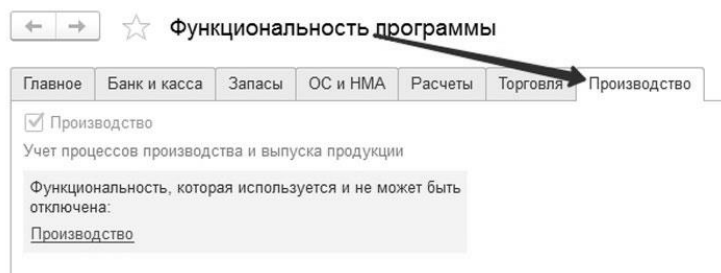 Функциональность программы
Главное Банк и касса Запасы ОС и НМА Расчеты Торговля Производство
Производство
Учет процессов производства и выпуска продукции
Функциональность, которая используется и не может быть
отключена:
Производство